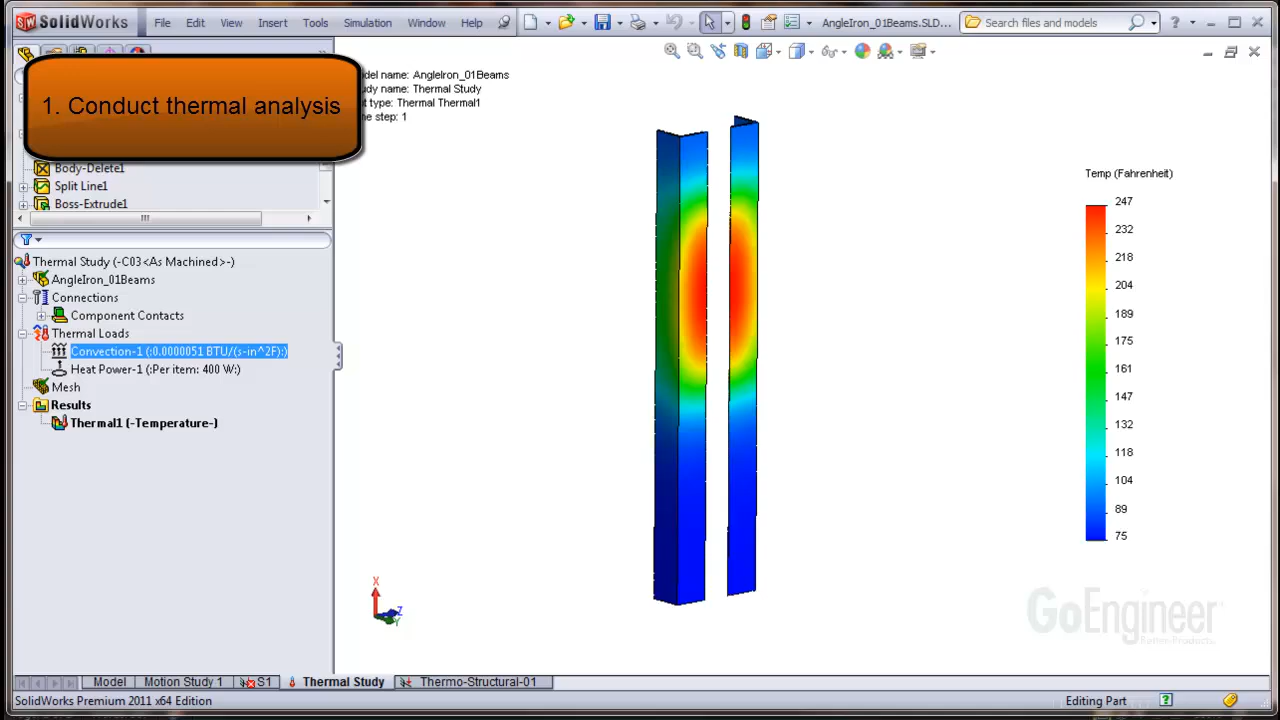 SolidWorks
File Edit View Insert Tools Simulation Window Help
AngleIron_01Beams.SLD...
Search files and models
1. Conduct thermal analysis
del name: AngleIron_01Beams
udy name: Thermal Study
t type: Thermal Thermal1
ne step: 1
Body-Delete1
Split Line1
Boss-Extrude1
Thermal Study (-C03<As Machined>-)
AngleIron_01Beams
Connections
Component Contacts
Thermal Loads
Convection-1 (:0.0000051 BTU/(s-in^2F):)
Heat Power-1 (:Per item: 400 W:)
Mesh
Results
Thermal1 (-Temperature-)
Temp (Fahrenheit)
247
232
218
204
189
175
161
147
132
118
104
89
75
X
Z
Y
GoEngineer
Model Motion Study 1 S1 Thermal Study Thermo-Structural-01
SolidWorks Premium 2011 x64 Edition
Editing Part